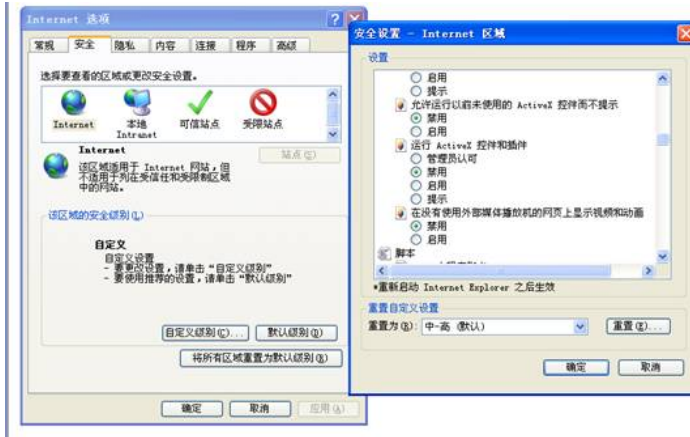 Internet 选项
常规 安全 隐私 内容 连接 程序 高级
选择要查看的区域或更改安全设置。
Internet
本地
Intranet
可信站点
受限站点
Internet
该区域适用于 Internet 网站，但
不适用于列在受信任和受限制区域
中的网站。
站点(S)
该区域的安全级别(L)
自定义
自定义设置
- 要更改设置，请单击“自定义级别”
- 要使用推荐的设置，请单击“默认级别”
自定义级别(C)... 默认级别(D)
将所有区域重置为默认级别(R)
确定 取消 应用(A)
安全设置 - Internet 区域
设置
启用
提示
允许运行以前未使用的 ActiveX 控件而不提示
禁用
启用
运行 ActiveX 控件和插件
管理员认可
禁用
启用
提示
在没有使用外部媒体播放机的网页上显示视频和动画
禁用
启用
脚本
*重新启动 Internet Explorer 之后生效
重置自定义设置
重置为(R): 中-高 (默认) 重置(E)...
确定 取消